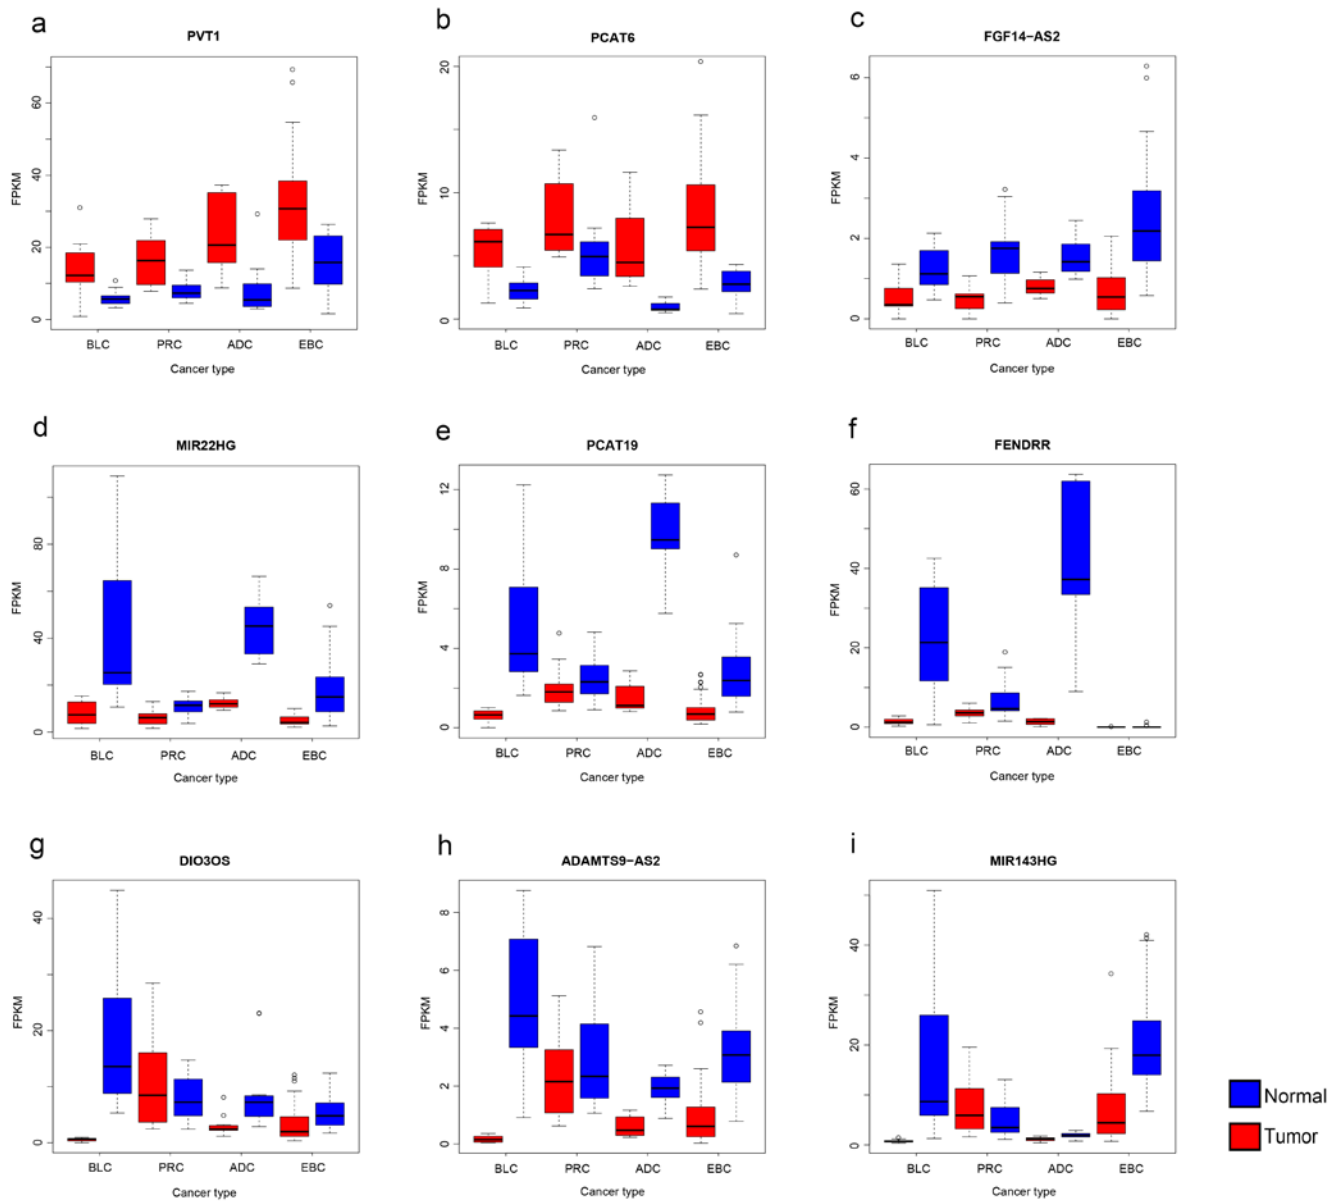 a
PVT1
FPKM
0
20
40
60
BLC PRC ADC EBC
Cancer type
b
PCAT6
FPKM
0
10
20
BLC PRC ADC EBC
Cancer type
c
FGF14−AS2
FPKM
0
2
4
6
BLC PRC ADC EBC
Cancer type
d
MIR22HG
FPKM
0
40
80
BLC PRC ADC EBC
Cancer type
e
PCAT19
FPKM
0
4
8
12
BLC PRC ADC EBC
Cancer type
f
FENDRR
FPKM
0
20
40
60
BLC PRC ADC EBC
Cancer type
g
DIO3OS
FPKM
0
20
40
BLC PRC ADC EBC
Cancer type
h
ADAMTS9−AS2
FPKM
0
2
4
6
8
BLC PRC ADC EBC
Cancer type
i
MIR143HG
FPKM
0
20
40
BLC PRC ADC EBC
Cancer type
Normal
Tumor